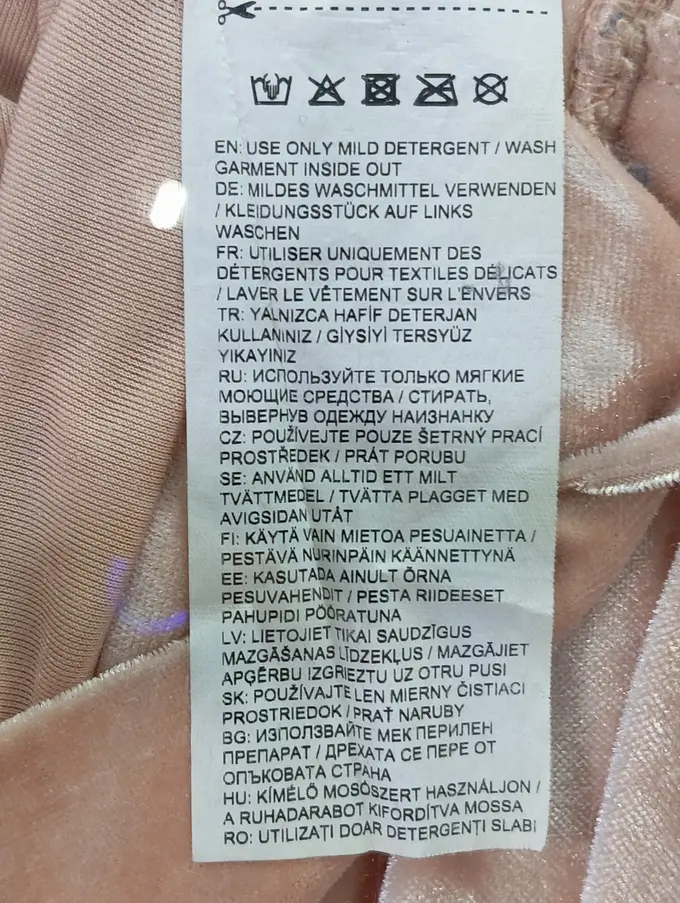 EN: USE ONLY MILD DETERGENT / WASH
GARMENT INSIDE OUT
DE: MILDES WASCHMITTEL VERWENDEN
/ KLEIDUNGSSTÜCK AUF LINKS
WASCHEN
FR: UTILISER UNIQUEMENT DES
DÉTERGENTS POUR TEXTILES DÉLICATS
/ LAVER LE VÊTEMENT SUR L'ENVERS
TR: YALNIZCA HAFİF DETERJAN
KULLANINIZ / GİYSİYİ TERSYÜZ
YIKAYINIZ
RU: ИСПОЛЬЗУЙТЕ ТОЛЬКО МЯГКИЕ
МОЮЩИЕ СРЕДСТВА / СТИРАТЬ,
ВЫВЕРНУВ ОДЕЖДУ НАИЗНАНКУ
CZ: POUŽÍVEJTE POUZE ŠETRNÝ PRACÍ
PROSTŘEDEK / PRÁT PORUBU
SE: ANVÄND ALLTID ETT MILT
TVÄTTMEDEL / TVÄTTA PLAGGET MED
AVIGSIDAN UTÅT
FI: KÄYTÄ VAIN MIETOA PESUAINETTA /
PESTÄVÄ NURINPÄIN KÄÄNNETTYNÄ
EE: KASUTADA AINULT ÕRNA
PESUVAHENDIT / PESTA RIIDEESET
PAHUPIDI PÖÖRATUNA
LV: LIETOJIET TIKAI SAUDZĪGUS
MAZGĀŠANAS LĪDZEKĻUS / MAZGĀJIET
APĢĒRBU IZGRIEZTU UZ OTRU PUSI
SK: POUŽÍVAJTE LEN MIERNY ČISTIACI
PROSTRIEDOK / PRAŤ NARUBY
BG: ИЗПОЛЗВАЙТЕ МЕК ПЕРИЛЕН
ПРЕПАРАТ / ДРЕХАТА СЕ ПЕРЕ ОТ
ОПЪКОВАТА СТРАНА
HU: KÍMÉLŐ MOSÓSZERT HASZNÁLJON /
A RUHADARABOT KIFORDÍTVA MOSSA
RO: UTILIZAȚI DOAR DETERGENȚI SLABI